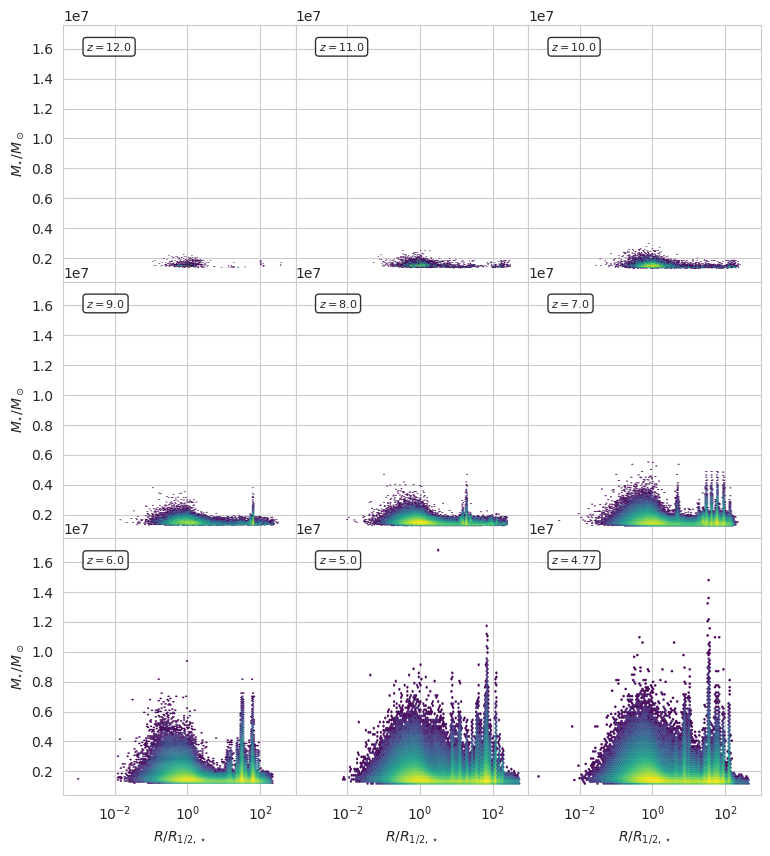 1e7 1e7 1e7
z = 12.0 z = 11.0 z = 10.0
1.6
1.4
1.2
1.0
0.8
0.6
0.4
0.2
M⋆/M⊙
1e7 1e7 1e7
z = 9.0 z = 8.0 z = 7.0
1.6
1.4
1.2
1.0
0.8
0.6
0.4
0.2
M⋆/M⊙
1e7 1e7 1e7
z = 6.0 z = 5.0 z = 4.77
1.6
1.4
1.2
1.0
0.8
0.6
0.4
0.2
M⋆/M⊙
10⁻² 10⁰ 10² 10⁻² 10⁰ 10² 10⁻² 10⁰ 10²
R/R₁/₂, ⋆ R/R₁/₂, ⋆ R/R₁/₂, ⋆